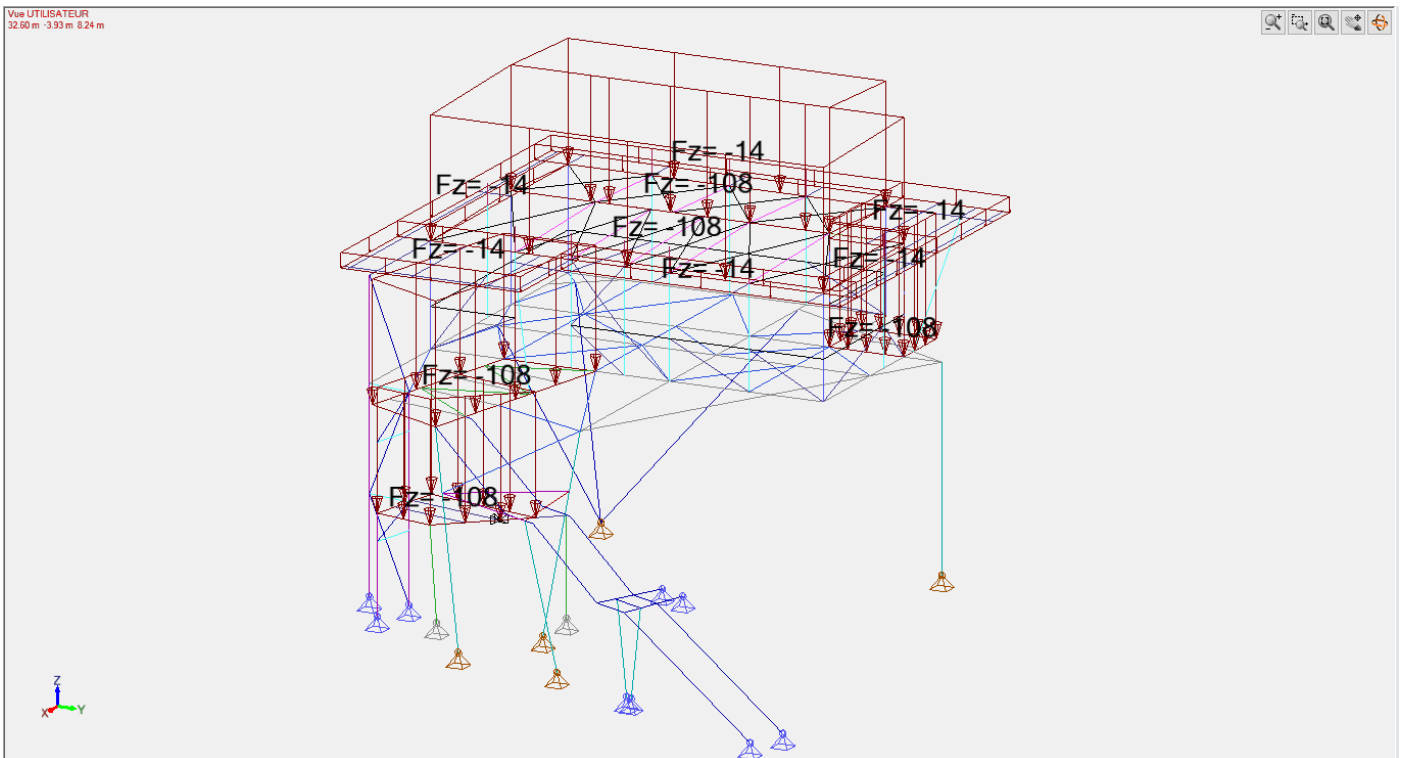 Vue UTILISATEUR
32.60 m -3.93 m 8.24 m
Fz= -14
Fz= -14
Fz= -108
Fz= -14
Fz= -108
Fz= -14
Fz= -14
Fz= -14
Fz= -108
Fz= -108
Fz= -108
Z
X
Y